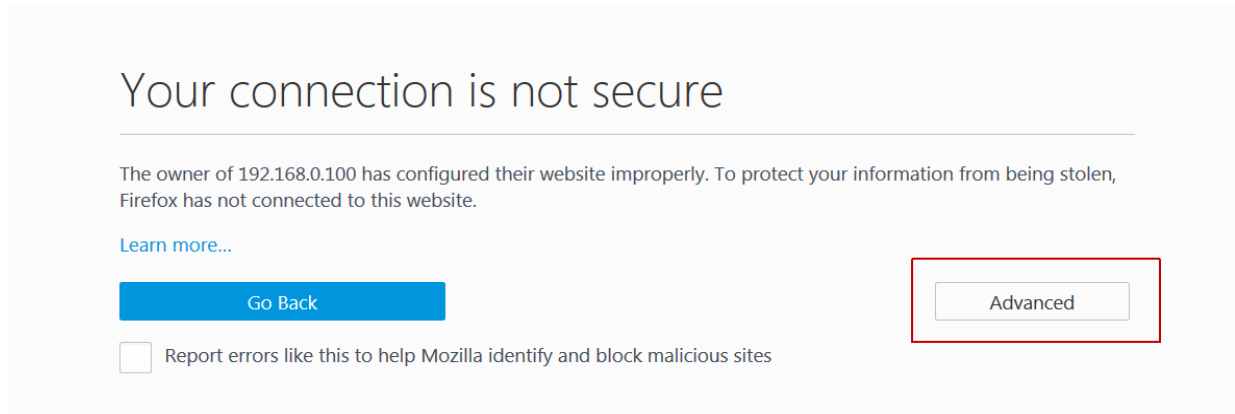 Your connection is not secure
The owner of 192.168.0.100 has configured their website improperly. To protect your information from being stolen,
Firefox has not connected to this website.
Learn more...
Go Back
Advanced
Report errors like this to help Mozilla identify and block malicious sites